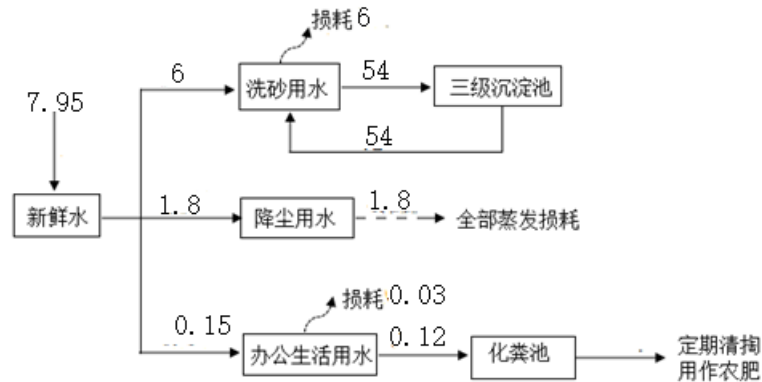 损耗6
6
洗砂用水
54
三级沉淀池
7.95
54
新鲜水
1.8
降尘用水
1.8
全部蒸发损耗
损耗0.03
0.15
办公生活用水
0.12
化粪池
定期清掏
用作农肥